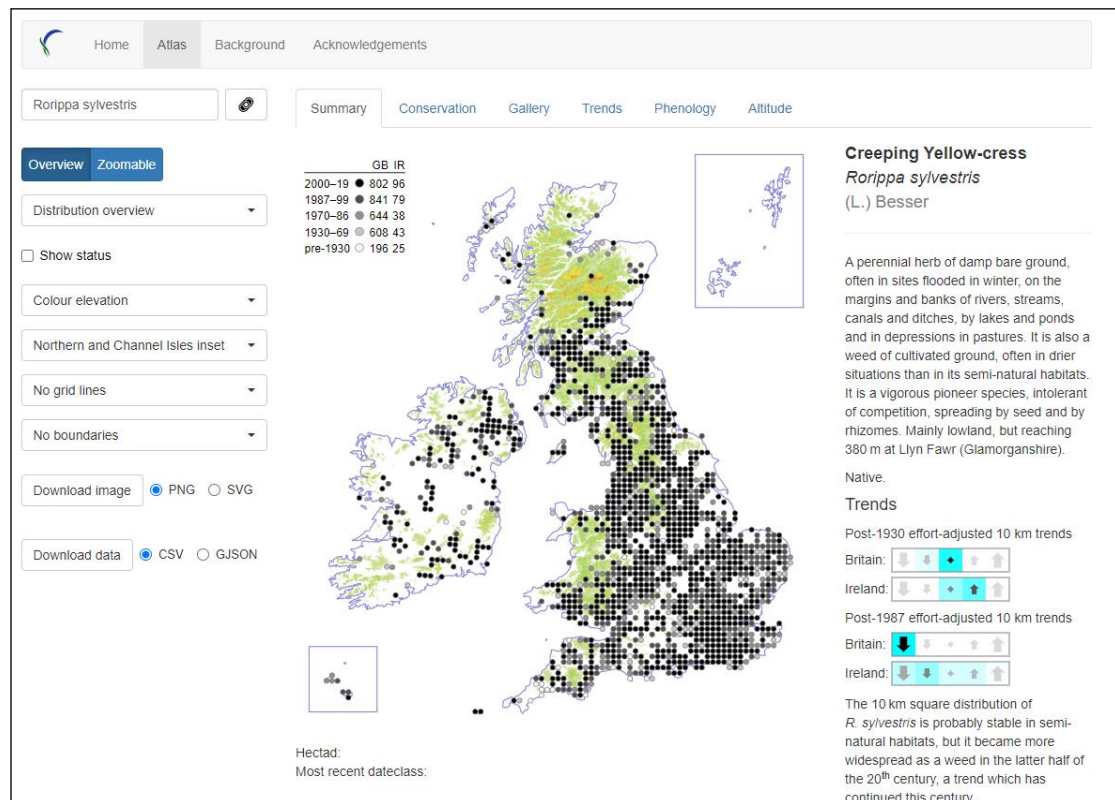 Home Atlas Background Acknowledgements
Rorippa sylvestris
Summary Conservation Gallery Trends Phenology Altitude
Overview Zoomable
Distribution overview
Show status
Colour elevation
Northern and Channel Isles inset
No grid lines
No boundaries
Download image PNG SVG
Download data CSV GJSON
GB IR
2000–19 802 96
1987–99 841 79
1970–86 644 38
1930–69 608 43
pre-1930 196 25
Hectad:
Most recent dateclass:
Creeping Yellow-cress
Rorippa sylvestris
(L.) Besser
A perennial herb of damp bare ground,
often in sites flooded in winter, on the
margins and banks of rivers, streams,
canals and ditches, by lakes and ponds
and in depressions in pastures. It is also a
weed of cultivated ground, often in drier
situations than in its semi-natural habitats.
It is a vigorous pioneer species, intolerant
of competition, spreading by seed and by
rhizomes. Mainly lowland, but reaching
380 m at Llyn Fawr (Glamorganshire).
Native.
Trends
Post-1930 effort-adjusted 10 km trends
Britain:
Ireland:
Post-1987 effort-adjusted 10 km trends
Britain:
Ireland:
The 10 km square distribution of
R. sylvestris is probably stable in semi-
natural habitats, but it became more
widespread as a weed in the latter half of
the 20th century, a trend which has
continued this century